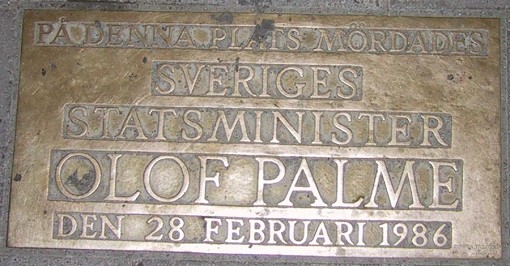 PÅ DENNA PLATS MÖRDADES
SVERIGES
STATSMINISTER
OLOF PALME
DEN 28 FEBRUARI 1986